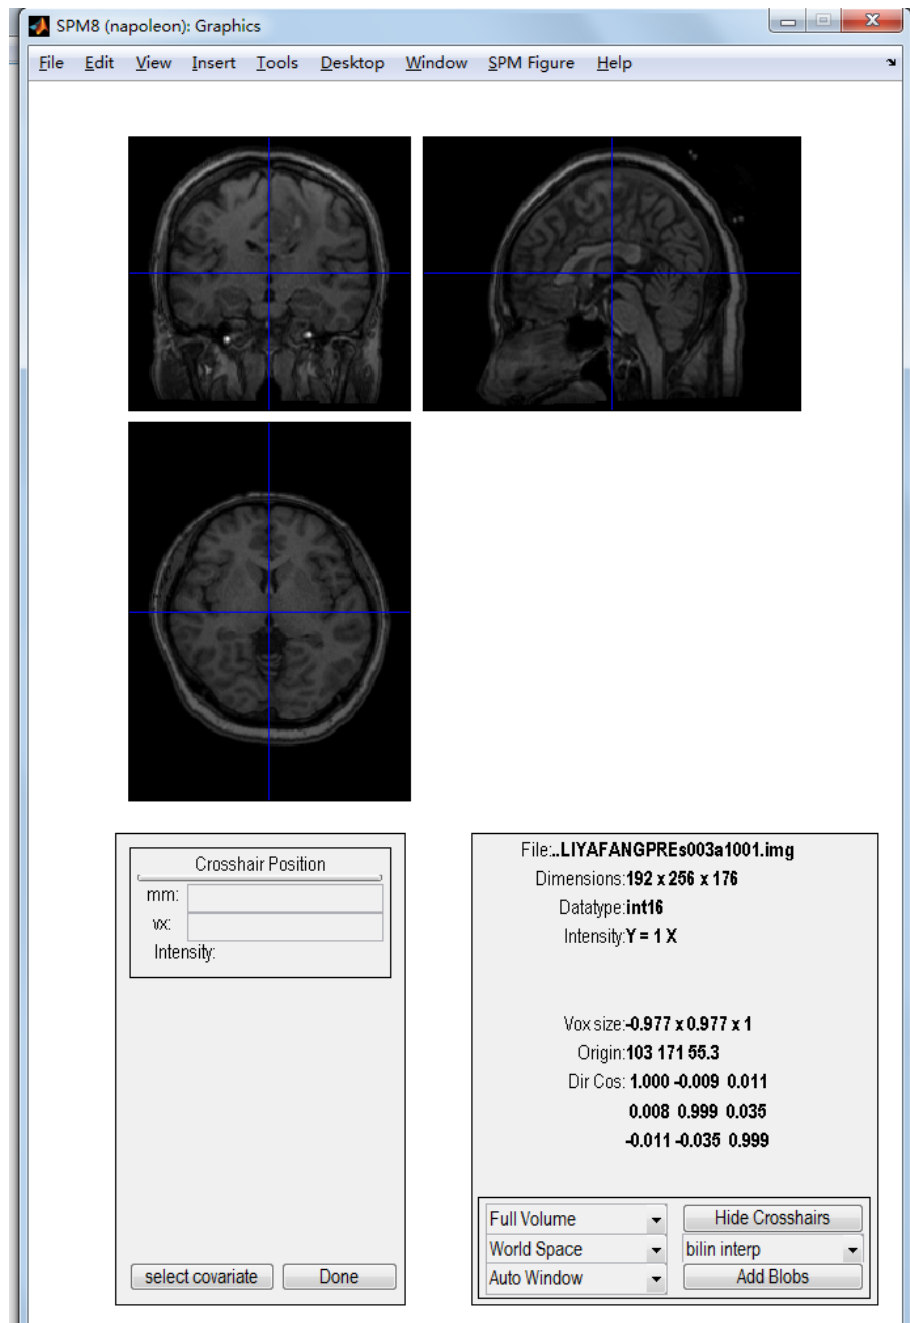 SPM8 (napoleon): Graphics
File Edit View Insert Tools Desktop Window SPM Figure Help
Crosshair Position
mm:
vx:
Intensity:
select covariate Done
File:..LIYAFANGPREs003a1001.img
Dimensions:192 x 256 x 176
Datatype:int16
Intensity:Y = 1 X
Vox size:-0.977 x 0.977 x 1
Origin:103 171 55.3
Dir Cos: 1.000 -0.009 0.011
0.008 0.999 0.035
-0.011 -0.035 0.999
Full Volume Hide Crosshairs
World Space bilin interp
Auto Window Add Blobs